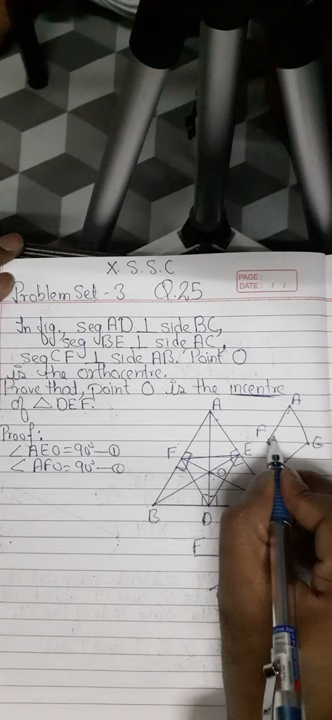 X. S. S. C
PAGE:
DATE: / /
Problem Set - 3 Q.25
In fig, seg AD ⊥ side BC,
seg BE ⊥ side AC,
seg CF ⊥ side AB. Point O
is the orthocentre.
Prove that, point O is the incentre
of △ DEF.
Proof:
∠ AEO = 90° — ①
∠ AFO = 90° — ②
A
F
E
O
B
D
A
F
F